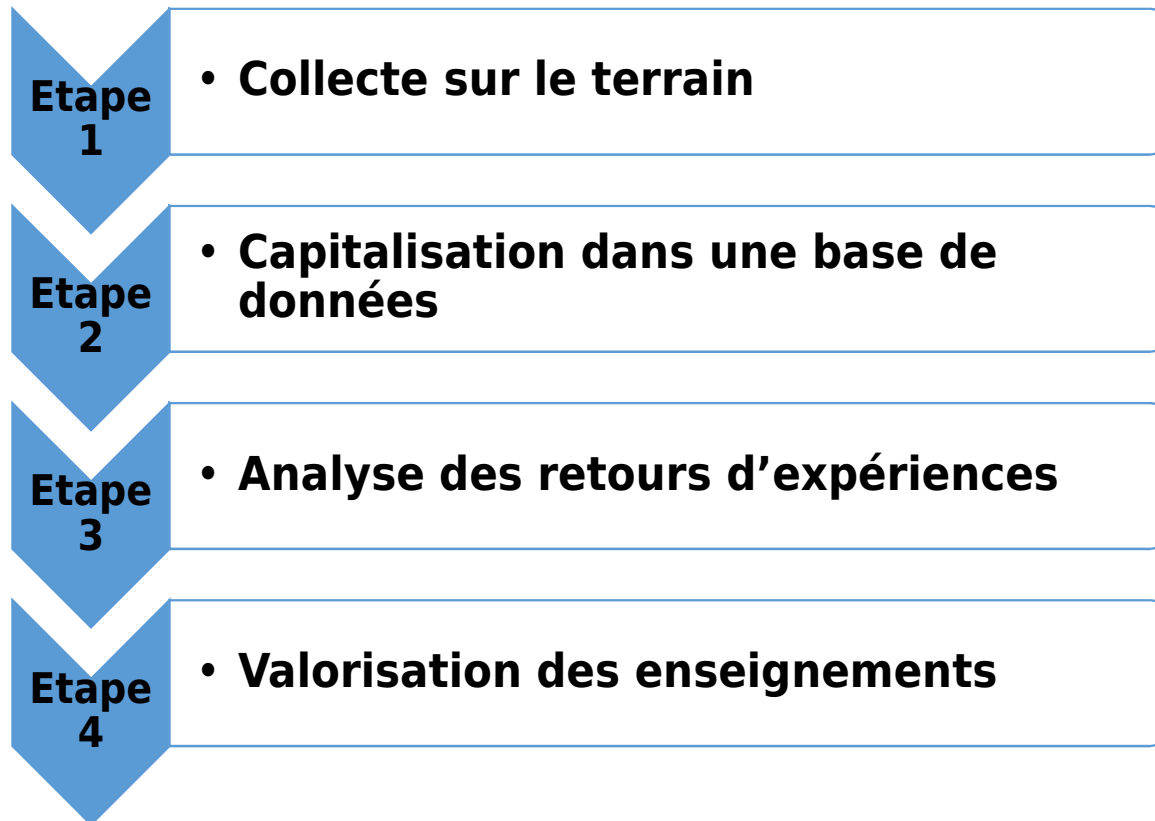 Etape
1
• Collecte sur le terrain
Etape
2
• Capitalisation dans une base de
données
Etape
3
• Analyse des retours d’expériences
Etape
4
• Valorisation des enseignements